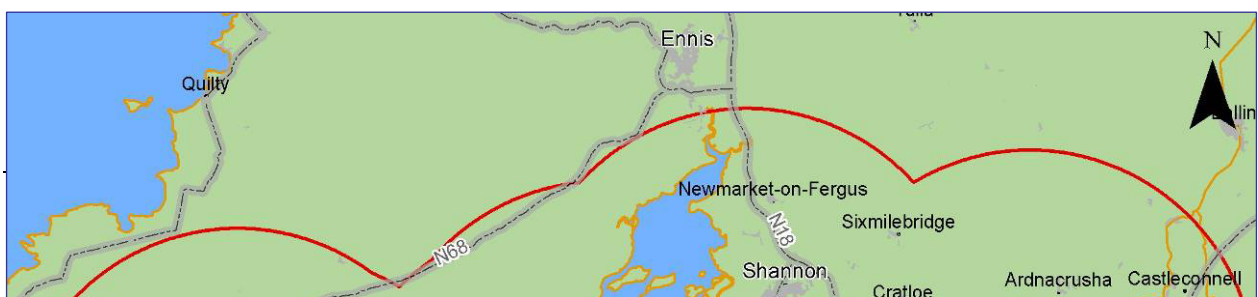 Ennis
N
Quilty
Newmarket-on-Fergus
Sixmilebridge
N18
N68
Shannon
Ardnacrusha
Castleconnell
Cratloe